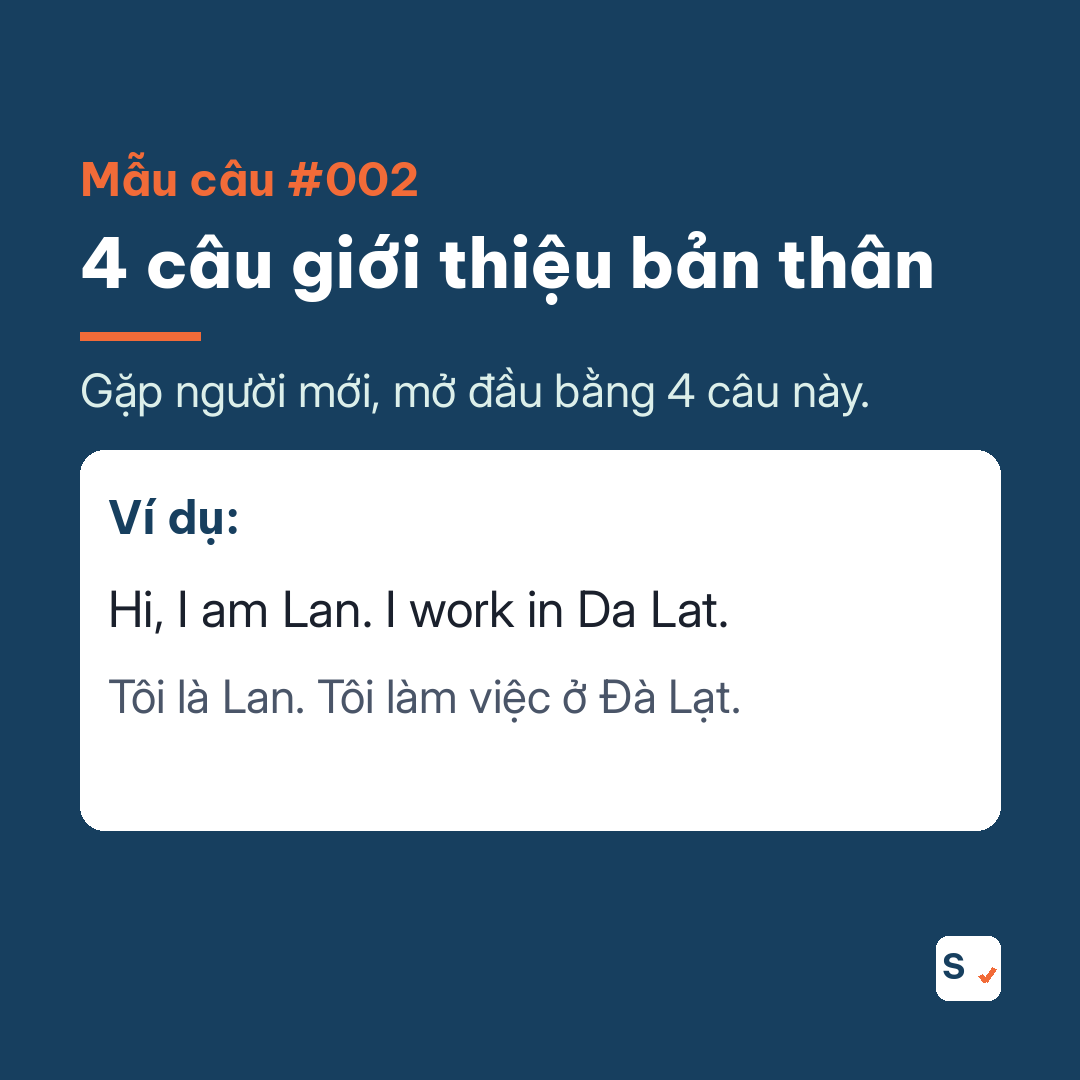 Mẫu câu #002
4 câu giới thiệu bản thân
Gặp người mới, mở đầu bằng 4 câu này.
Ví dụ:
Hi, I am Lan. I work in Da Lat.
Tôi là Lan. Tôi làm việc ở Đà Lạt.
S